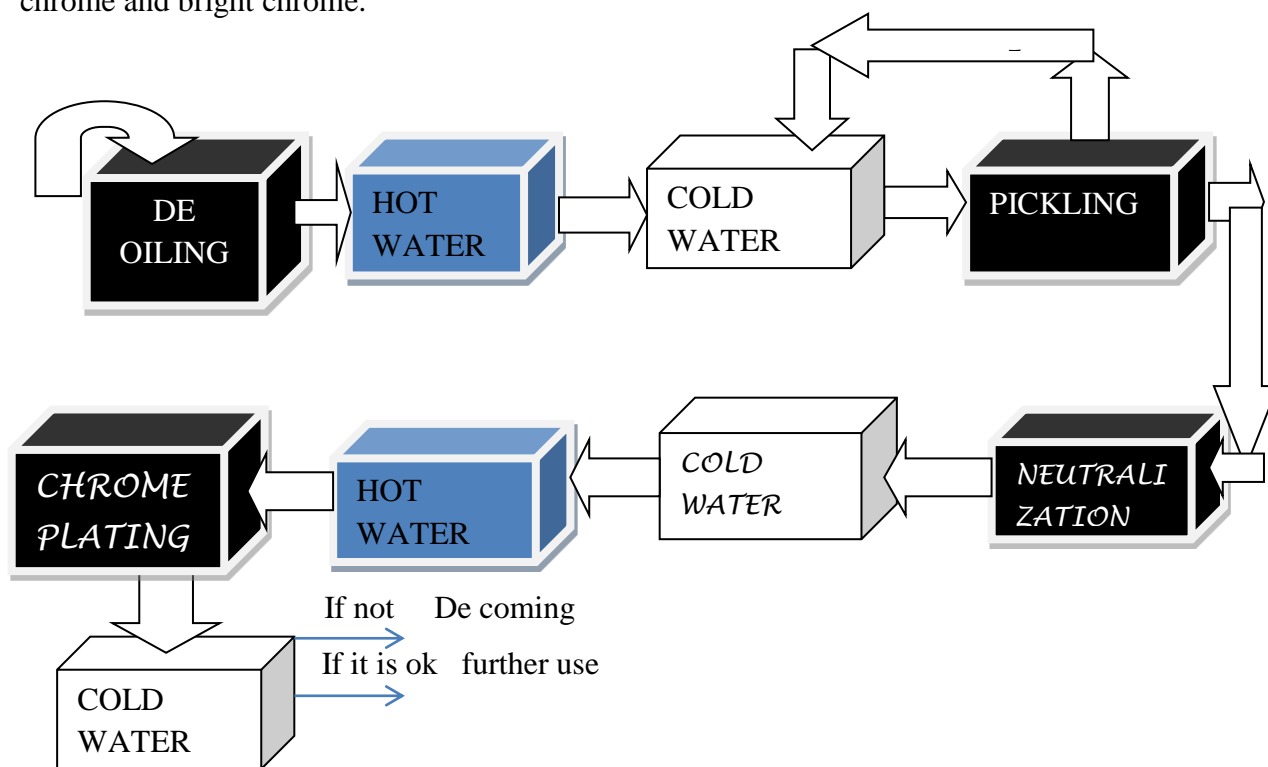 chrome and bright chrome.
DE
OILING
HOT
WATER
COLD
WATER
PICKLING
CHROME
PLATING
HOT
WATER
COLD
WATER
NEUTRALI
ZATION
If not De coming
If it is ok further use
COLD
WATER